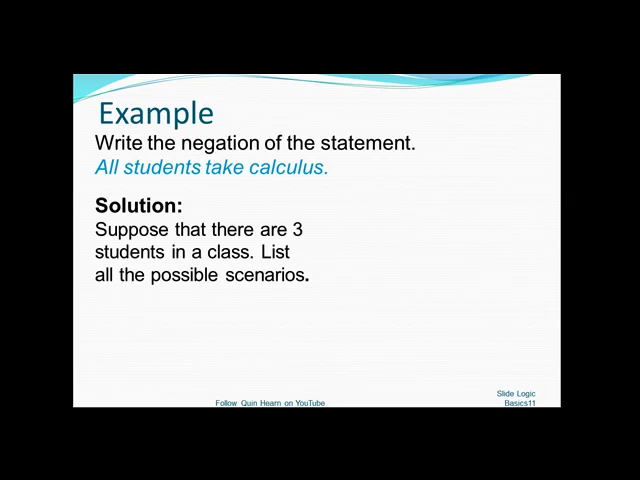 Example
Write the negation of the statement.
All students take calculus.
Solution:
Suppose that there are 3
students in a class. List
all the possible scenarios.
Slide Logic
Follow Quin Hearn on YouTube
Basics11